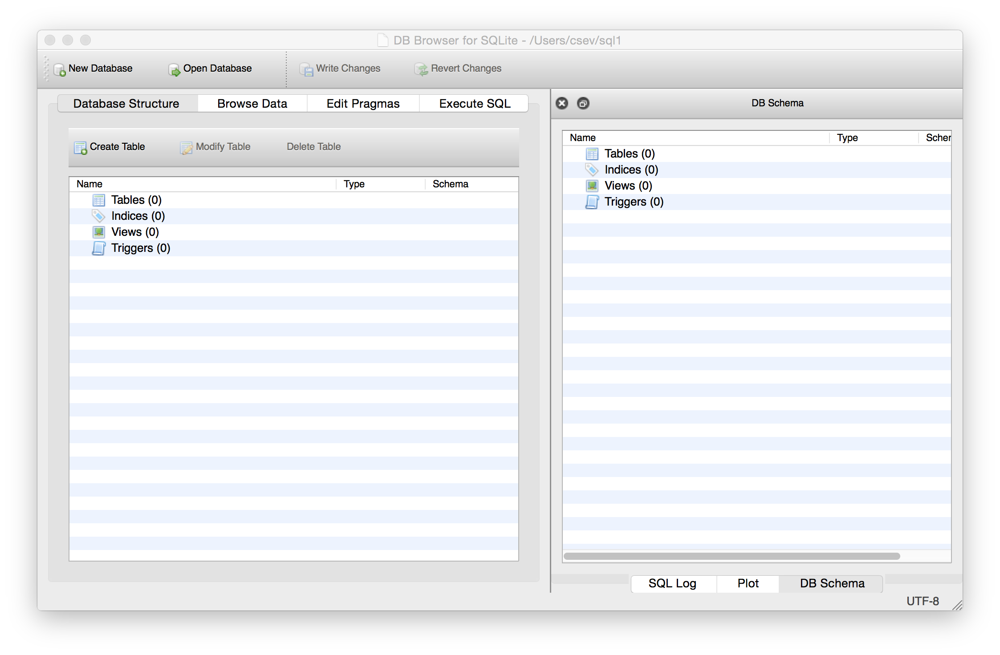 DB Browser for SQLite - /Users/csev/sql1
New Database Open Database Write Changes Revert Changes
Database Structure Browse Data Edit Pragmas Execute SQL
Create Table Modify Table Delete Table
Name Type Schema
Tables (0)
Indices (0)
Views (0)
Triggers (0)
DB Schema
Name Type Schem
Tables (0)
Indices (0)
Views (0)
Triggers (0)
SQL Log Plot DB Schema
UTF-8